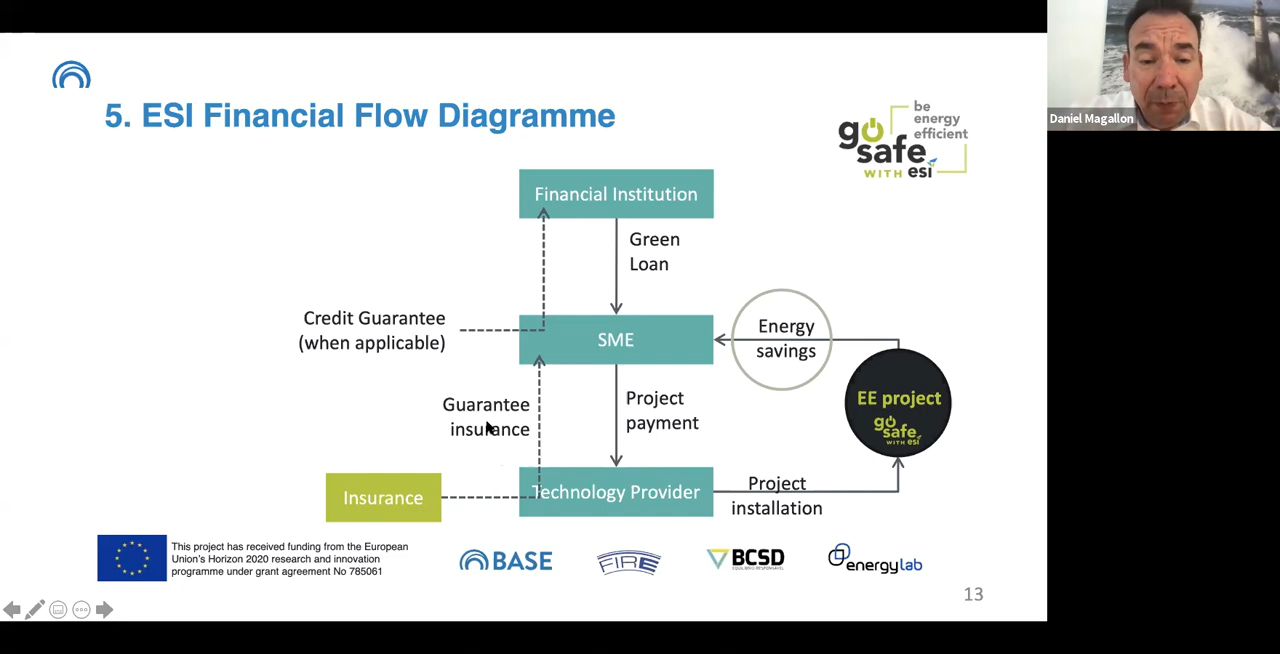 5. ESI Financial Flow Diagramme
be
energy
efficient
go
safe
WITH esi
Daniel Magallon
Financial Institution
Green
Loan
Credit Guarantee
(when applicable)
SME
Energy
savings
Guarantee
insurance
Project
payment
EE project
go
safe
WITH esi
Insurance
Technology Provider
Project
installation
This project has received funding from the European
Union's Horizon 2020 research and innovation
programme under grant agreement No 785061
BASE
FIRE
BCSD
energylab
13